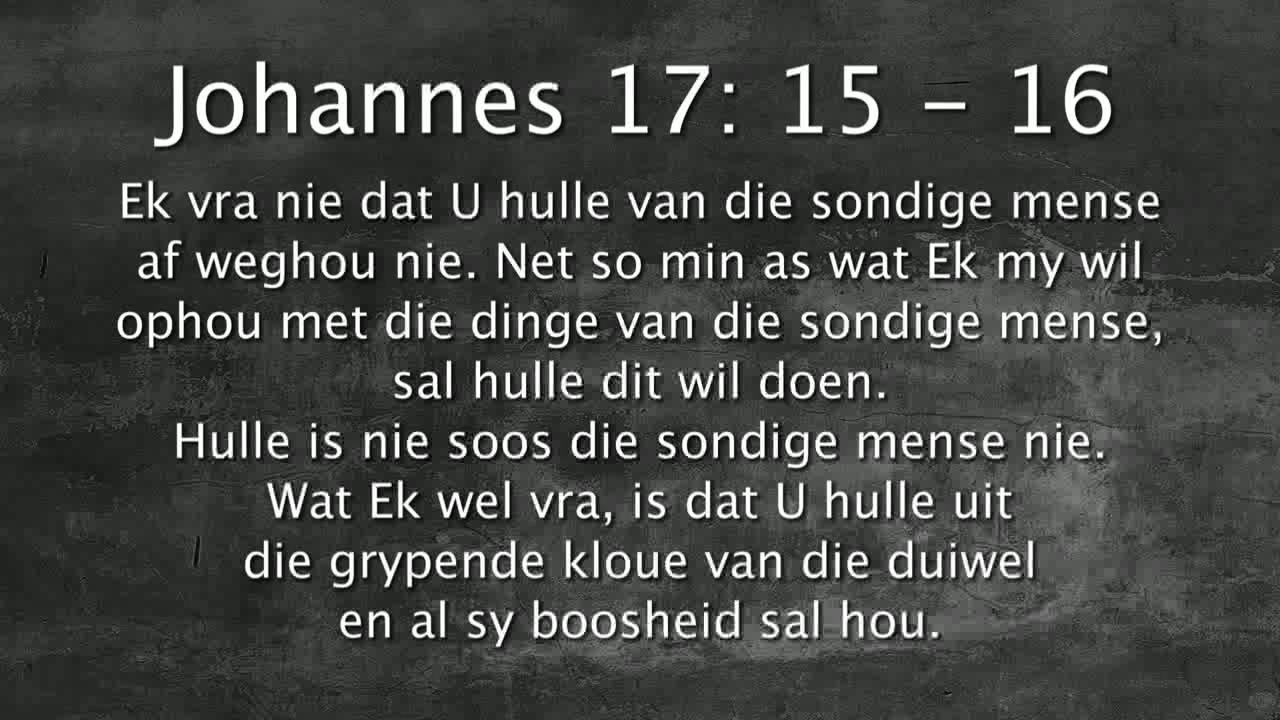 Johannes 17: 15 – 16
Ek vra nie dat U hulle van die sondige mense
af weghou nie. Net so min as wat Ek my wil
ophou met die dinge van die sondige mense,
sal hulle dit wil doen.
Hulle is nie soos die sondige mense nie.
Wat Ek wel vra, is dat U hulle uit
die grypende kloue van die duiwel
en al sy boosheid sal hou.